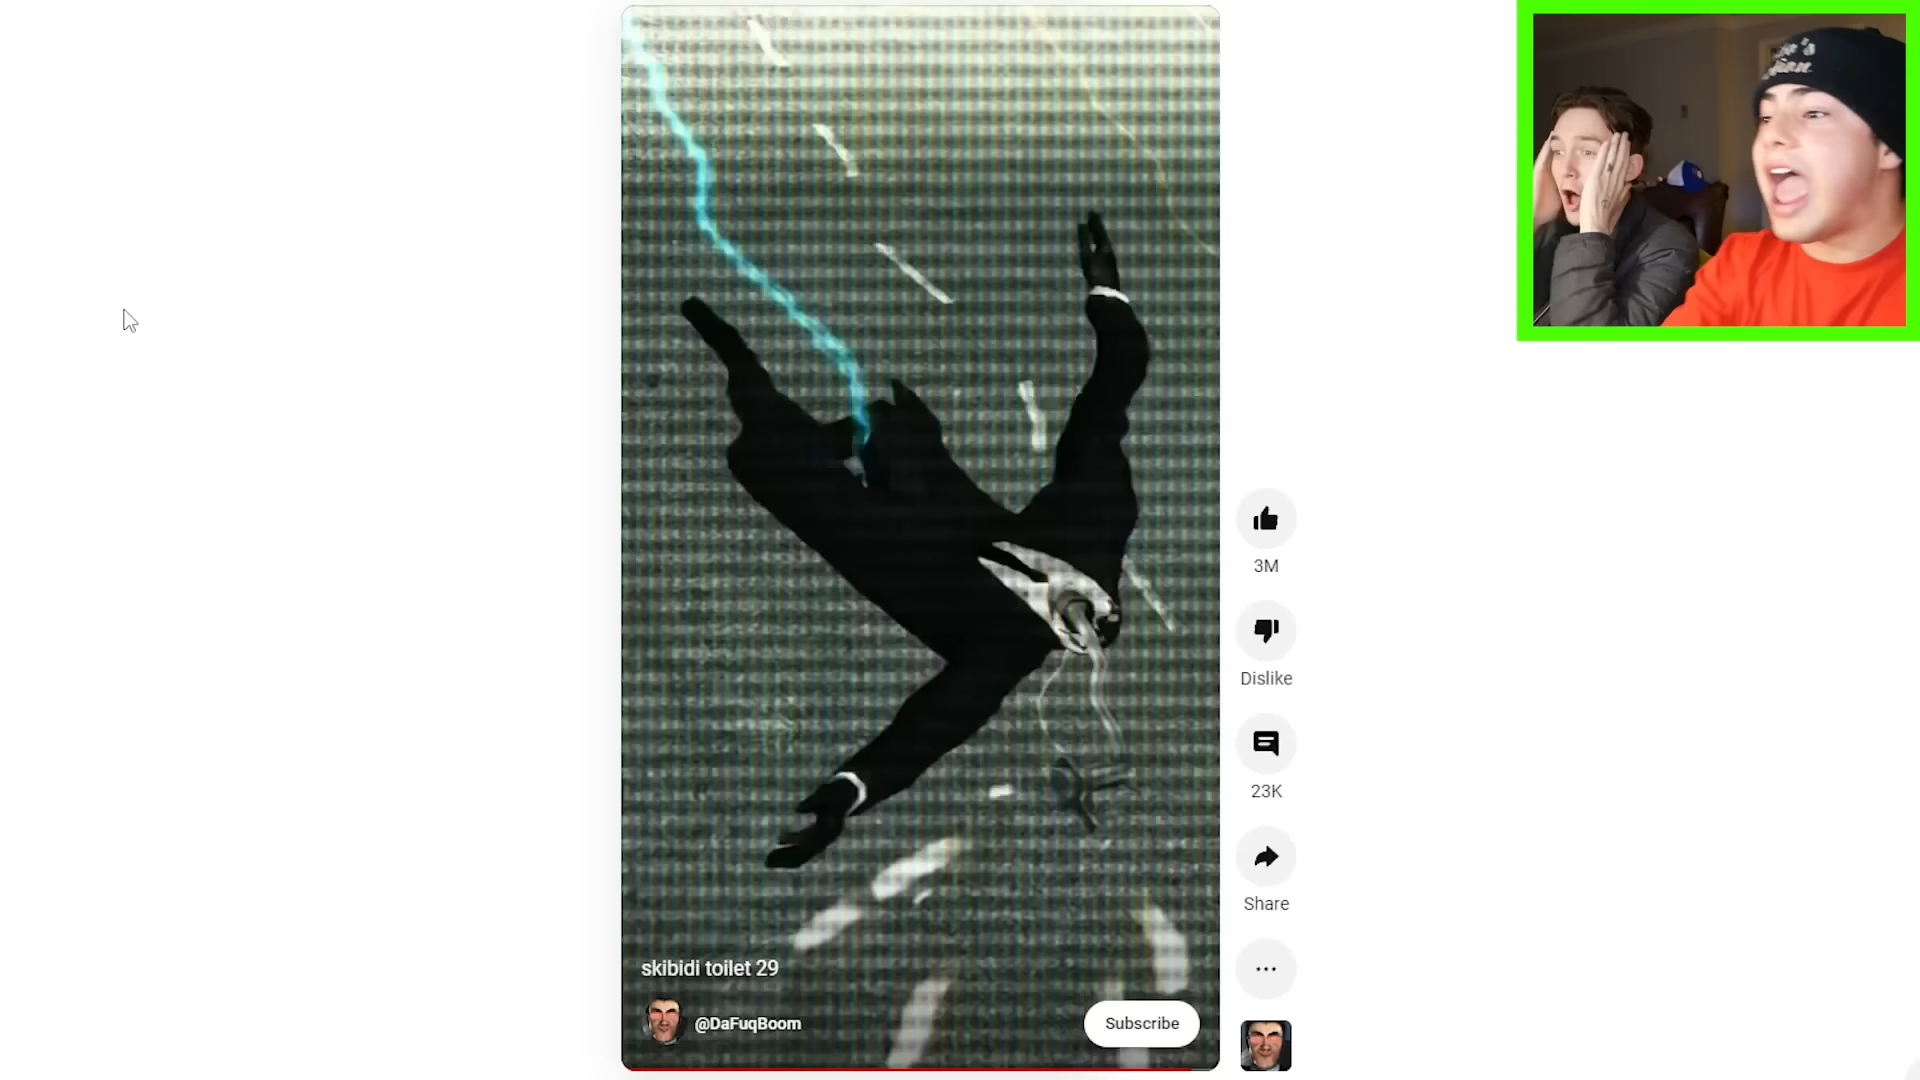 3M
Dislike
23K
Share
skibidi toilet 29
@DaFuqBoom
Subscribe